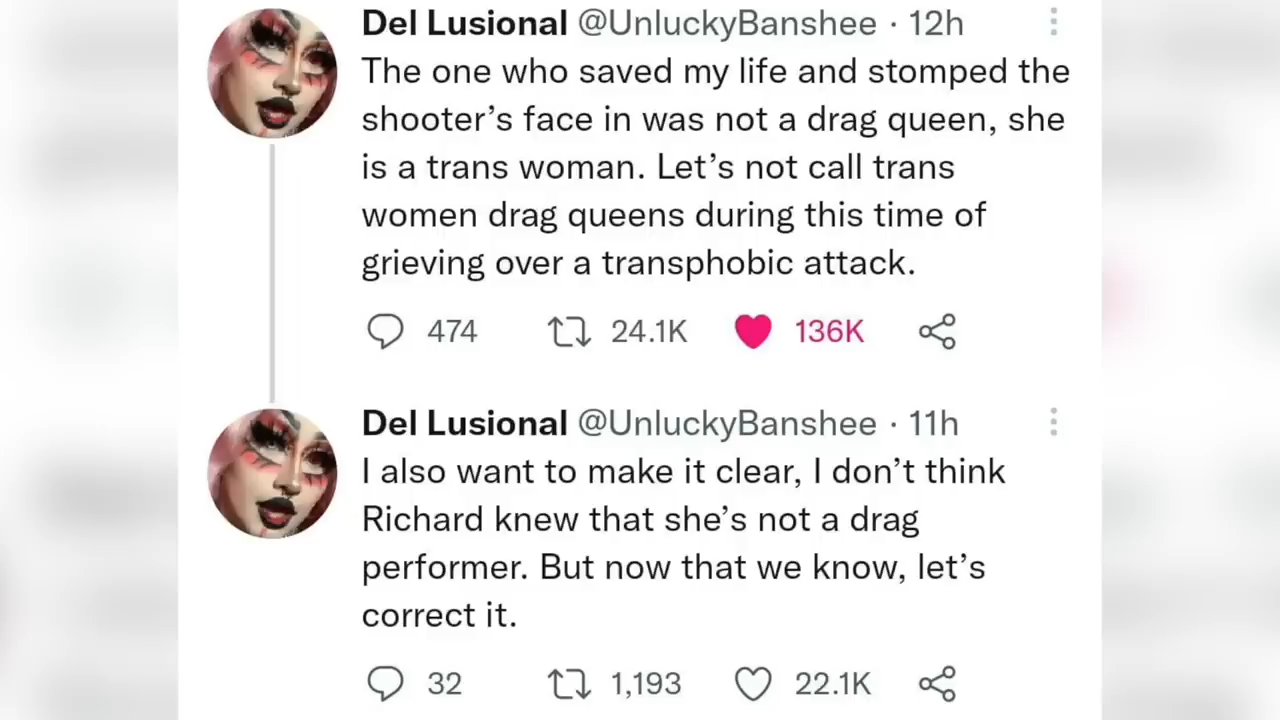 Del Lusional @UnluckyBanshee · 12h
The one who saved my life and stomped the
shooter’s face in was not a drag queen, she
is a trans woman. Let’s not call trans
women drag queens during this time of
grieving over a transphobic attack.
474 24.1K 136K
Del Lusional @UnluckyBanshee · 11h
I also want to make it clear, I don’t think
Richard knew that she’s not a drag
performer. But now that we know, let’s
correct it.
32 1,193 22.1K